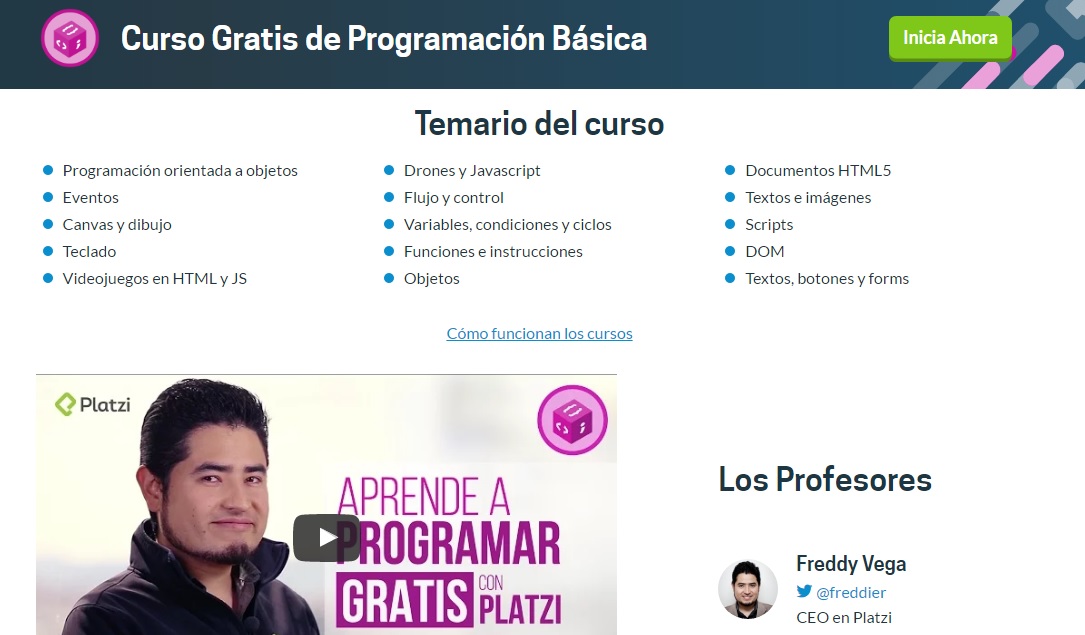 Curso Gratis de Programación Básica
Inicia Ahora
Temario del curso
Programación orientada a objetos
Eventos
Canvas y dibujo
Teclado
Videojuegos en HTML y JS
Drones y Javascript
Flujo y control
Variables, condiciones y ciclos
Funciones e instrucciones
Objetos
Documentos HTML5
Textos e imágenes
Scripts
DOM
Textos, botones y forms
Cómo funcionan los cursos
Platzi
APRENDE A
PROGRAMAR
GRATIS CON PLATZI
Los Profesores
Freddy Vega
@freddier
CEO en Platzi